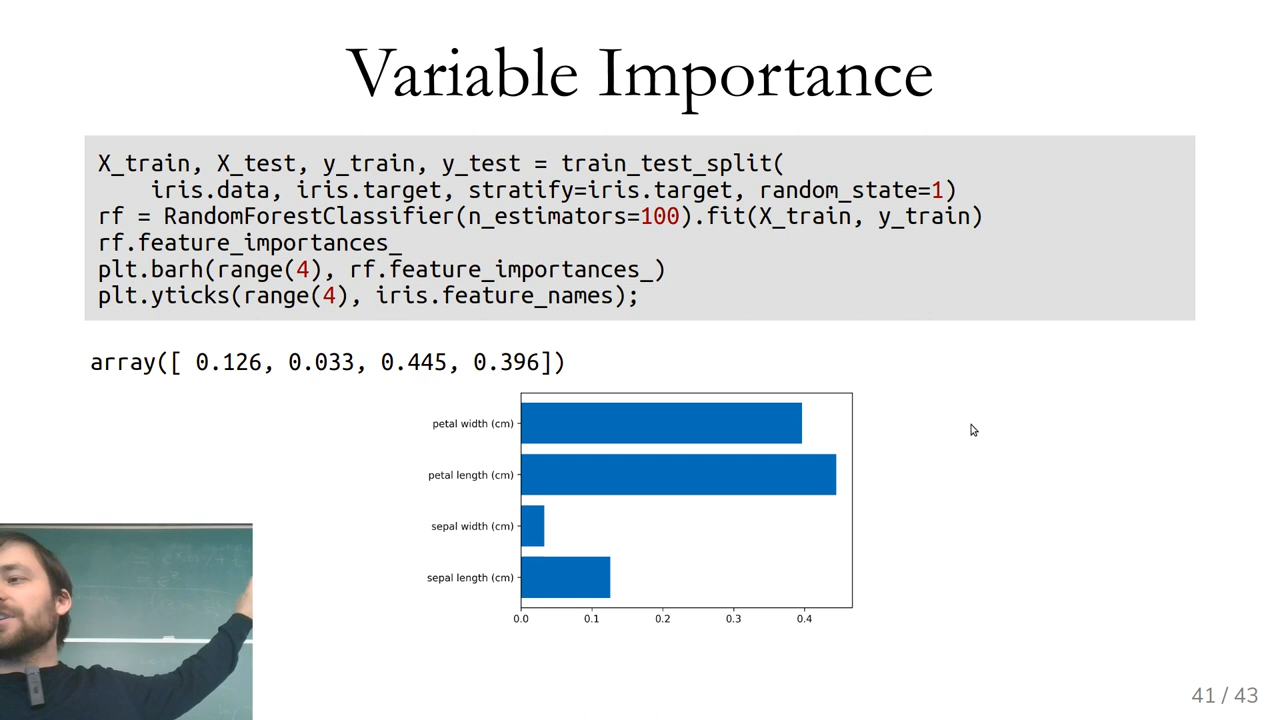 Variable Importance
X_train, X_test, y_train, y_test = train_test_split(
    iris.data, iris.target, stratify=iris.target, random_state=1)
rf = RandomForestClassifier(n_estimators=100).fit(X_train, y_train)
rf.feature_importances_
plt.barh(range(4), rf.feature_importances_)
plt.yticks(range(4), iris.feature_names);
array([ 0.126, 0.033, 0.445, 0.396])
petal width (cm)
petal length (cm)
sepal width (cm)
sepal length (cm)
0.0 0.1 0.2 0.3 0.4
41 / 43